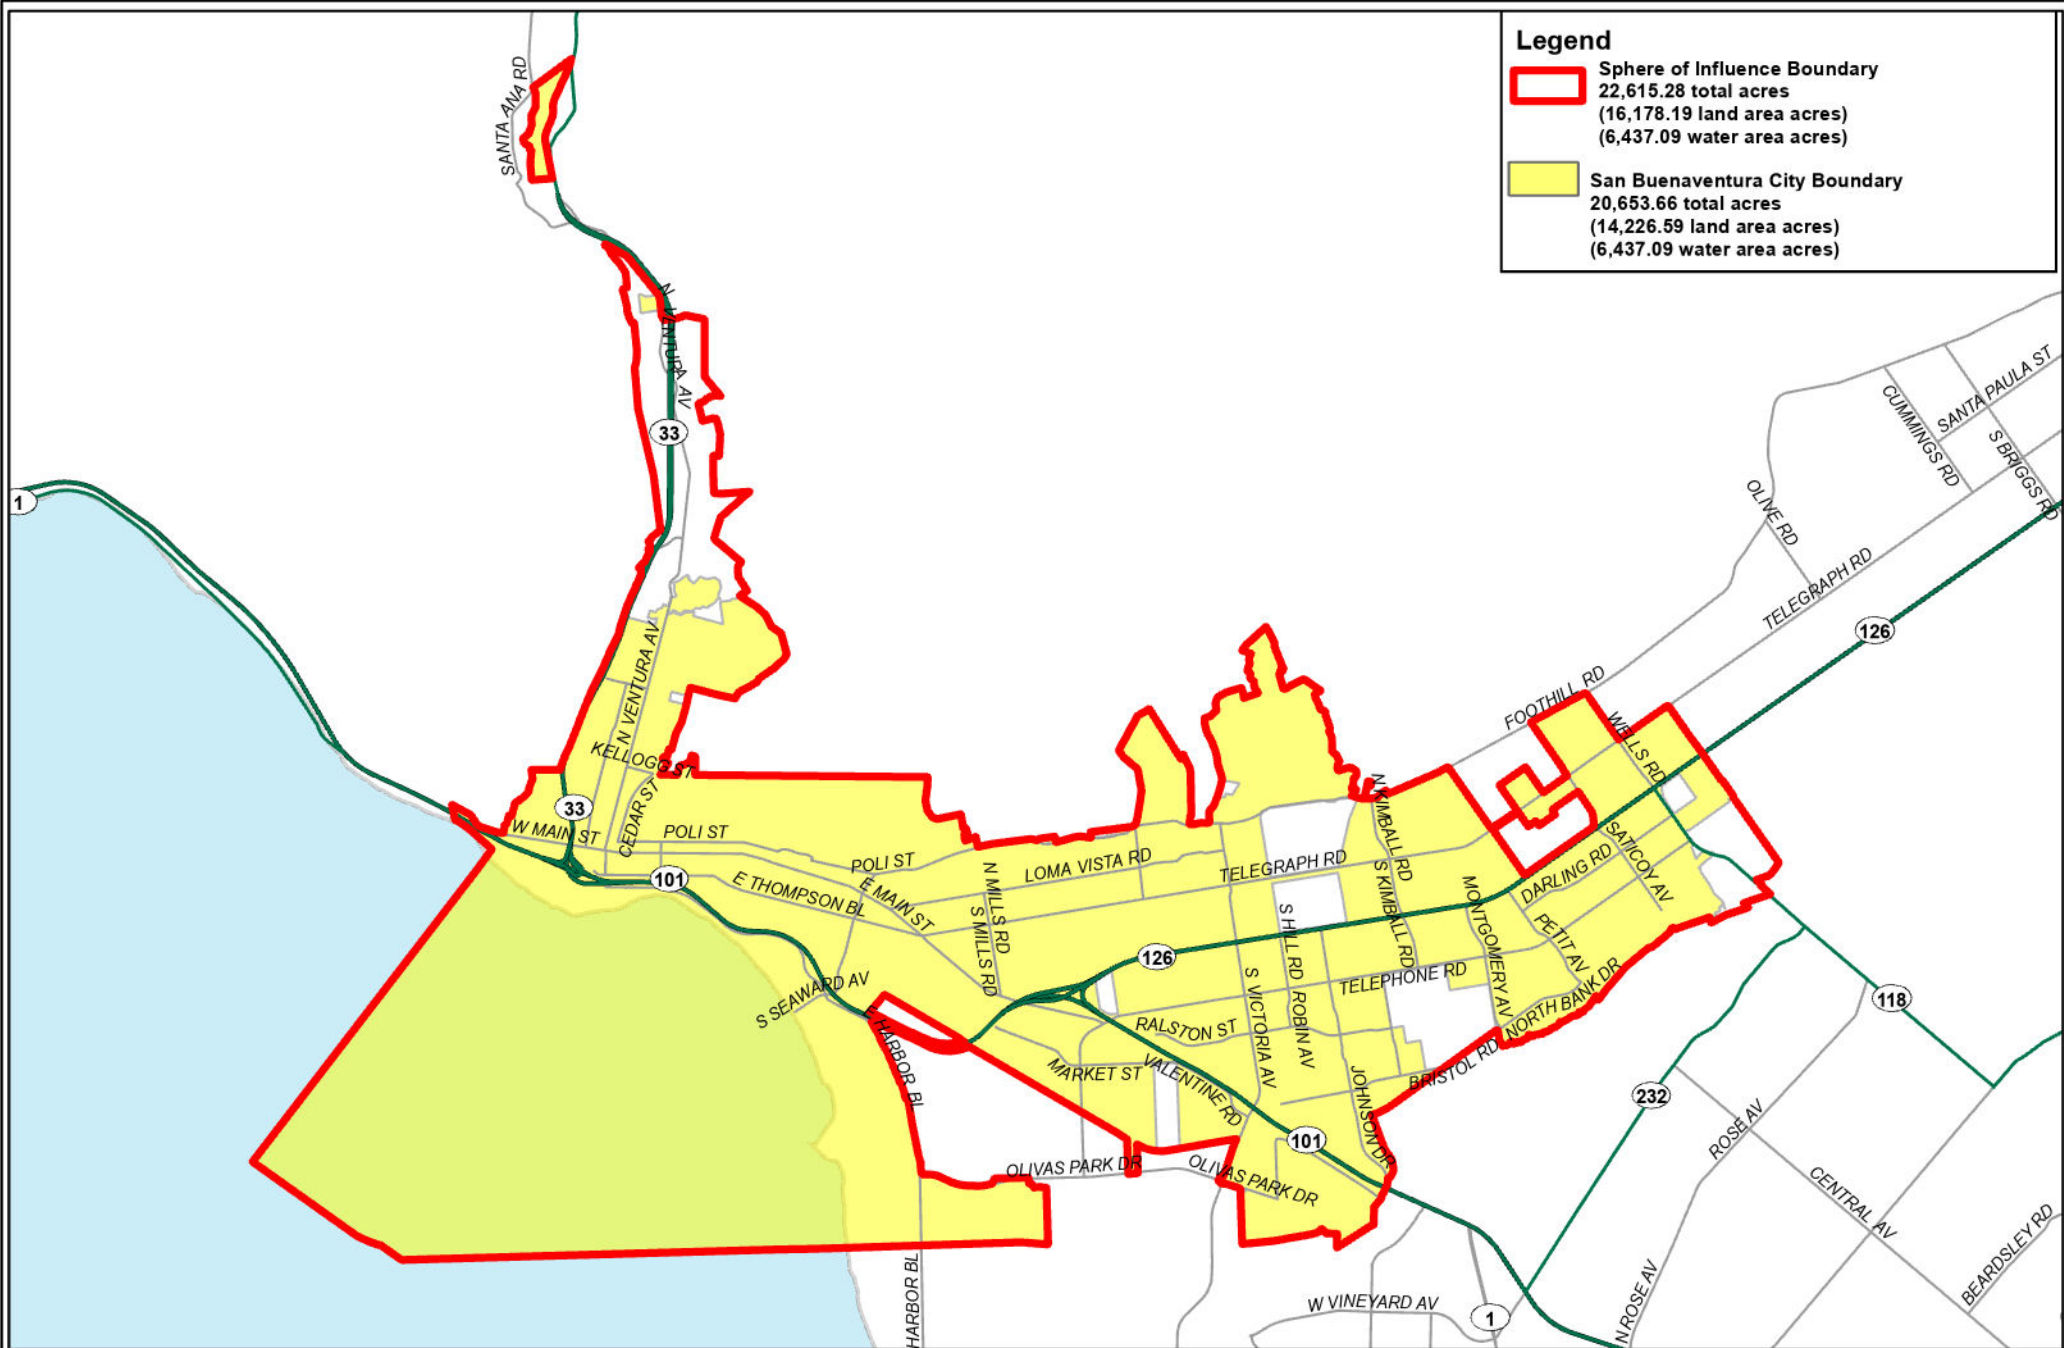 Legend
Sphere of Influence Boundary
22,615.28 total acres
(16,178.19 land area acres)
(6,437.09 water area acres)
San Buenaventura City Boundary
20,653.66 total acres
(14,226.59 land area acres)
(6,437.09 water area acres)
SANTA ANA RD
N VENTURA AV
33
1
SANTA PAULA ST
CUMMINGS RD
S BRIGGS RD
OLIVE RD
TELEGRAPH RD
126
FOOTHILL RD
WELLS RD
N VENTURA AV
KELLOGG ST
33
CEDAR ST
W MAIN ST
POLI ST
POLI ST
101
E THOMPSON BL
E MAIN ST
LOMA VISTA RD
TELEGRAPH RD
N MILLS RD
S MILLS RD
N KIMBALL RD
S KIMBALL RD
S KIMBALL RD
SATICOY AV
DARLING RD
MONTGOMERY AV
PETIT AV
126
S HILL RD
TELEPHONE RD
NORTH BANK DR
118
S SEAWARD AV
E HARBOR BL
S VICTORIA AV
ROBIN AV
RALSTON ST
MARKET ST
VALENTINE RD
JOHNSON DR
BRISTOL RD
232
ROSE AV
101
OLIVAS PARK DR
OLIVAS PARK DR
CENTRAL AV
BEARDSLEY RD
HARBOR BL
W VINEYARD AV
1
N ROSE AV